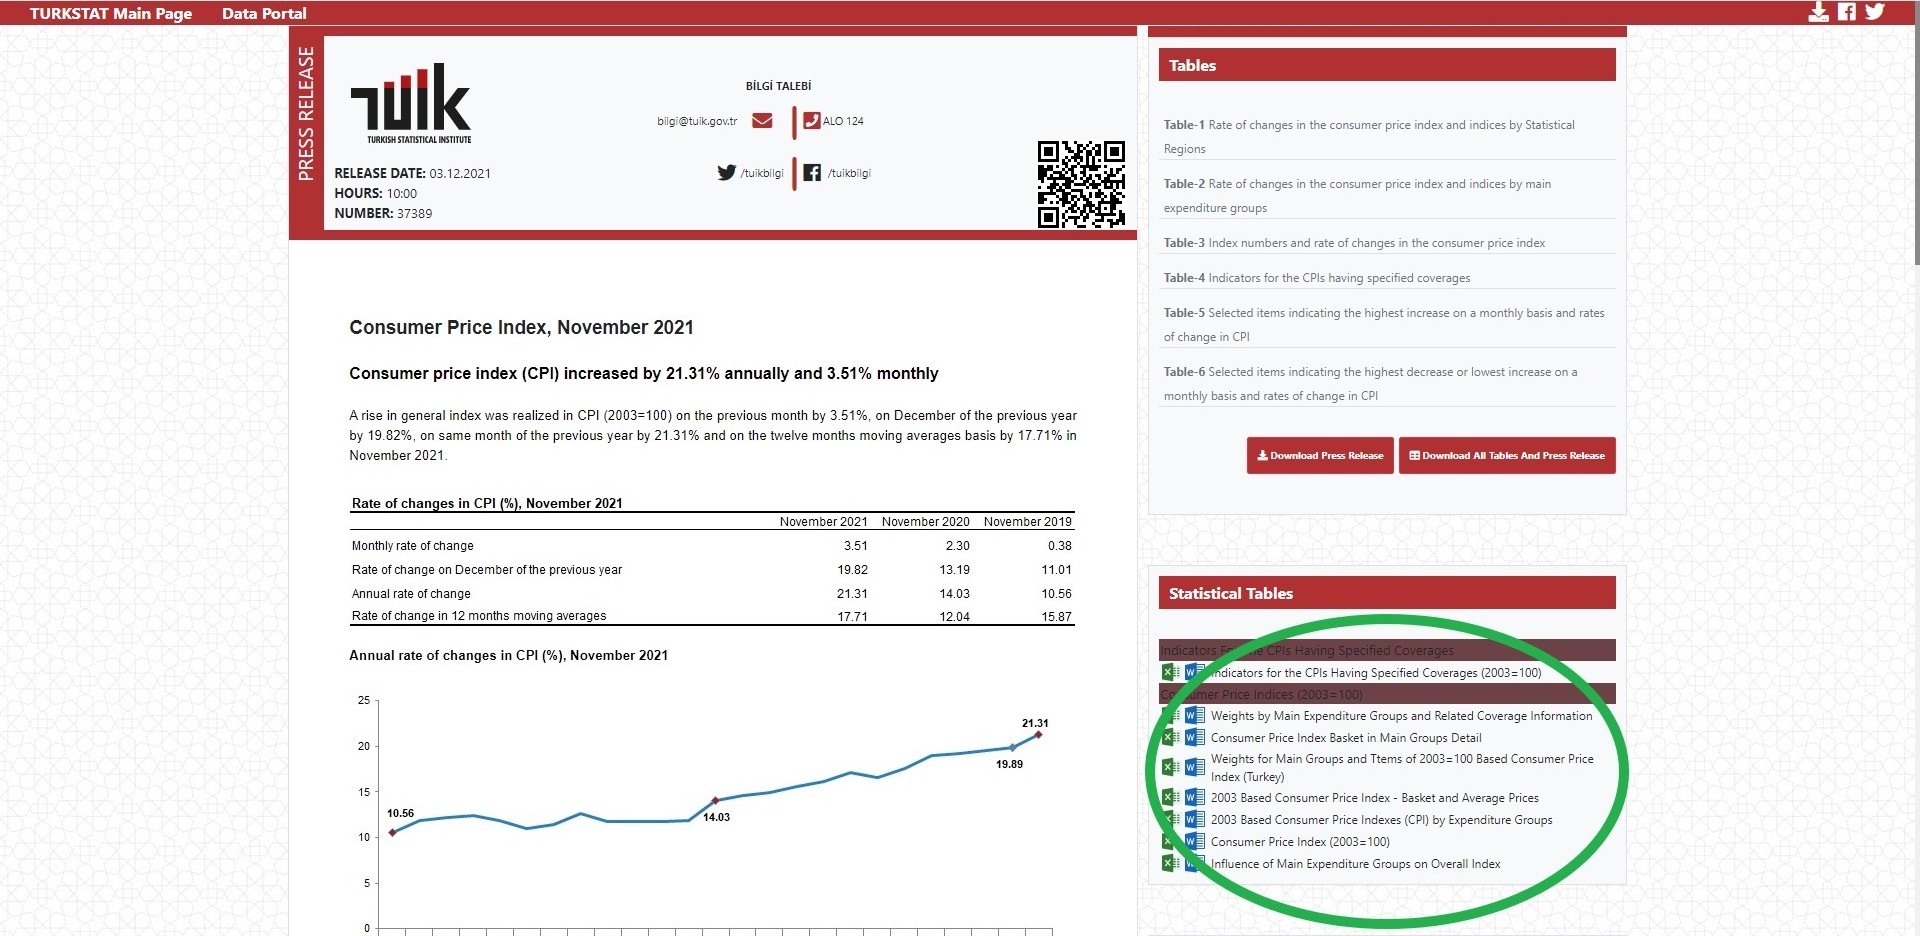 TURKSTAT Main Page
Data Portal
PRESS RELEASE
TUIK
TURKISH STATISTICAL INSTITUTE
RELEASE DATE: 03.12.2021
HOURS: 10:00
NUMBER: 37389
BİLGİ TALEBİ
bilgi@tuik.gov.tr
ALO 124
/tuikbilgi
/tuikbilgi
Consumer Price Index, November 2021
Consumer price index (CPI) increased by 21.31% annually and 3.51% monthly
A rise in general index was realized in CPI (2003=100) on the previous month by 3.51%, on December of the previous year
by 19.82%, on same month of the previous year by 21.31% and on the twelve months moving averages basis by 17.71% in
November 2021.
Rate of changes in CPI (%), November 2021
November 2021 November 2020 November 2019
Monthly rate of change 3.51 2.30 0.38
Rate of change on December of the previous year 19.82 13.19 11.01
Annual rate of change 21.31 14.03 10.56
Rate of change in 12 months moving averages 17.71 12.04 15.87
Annual rate of changes in CPI (%), November 2021
25
20
15
10
5
0
10.56
14.03
19.89
21.31
Tables
Table-1 Rate of changes in the consumer price index and indices by Statistical
Regions
Table-2 Rate of changes in the consumer price index and indices by main
expenditure groups
Table-3 Index numbers and rate of changes in the consumer price index
Table-4 Indicators for the CPIs having specified coverages
Table-5 Selected items indicating the highest increase on a monthly basis and rates
of change in CPI
Table-6 Selected items indicating the highest decrease or lowest increase on a
monthly basis and rates of change in CPI
Download Press Release
Download All Tables And Press Release
Statistical Tables
Indicators For the CPIs Having Specified Coverages
Indicators for the CPIs Having Specified Coverages (2003=100)
Consumer Price Indices (2003=100)
Weights by Main Expenditure Groups and Related Coverage Information
Consumer Price Index Basket in Main Groups Detail
Weights for Main Groups and Ttems of 2003=100 Based Consumer Price
Index (Turkey)
2003 Based Consumer Price Index - Basket and Average Prices
2003 Based Consumer Price Indexes (CPI) by Expenditure Groups
Consumer Price Index (2003=100)
Influence of Main Expenditure Groups on Overall Index